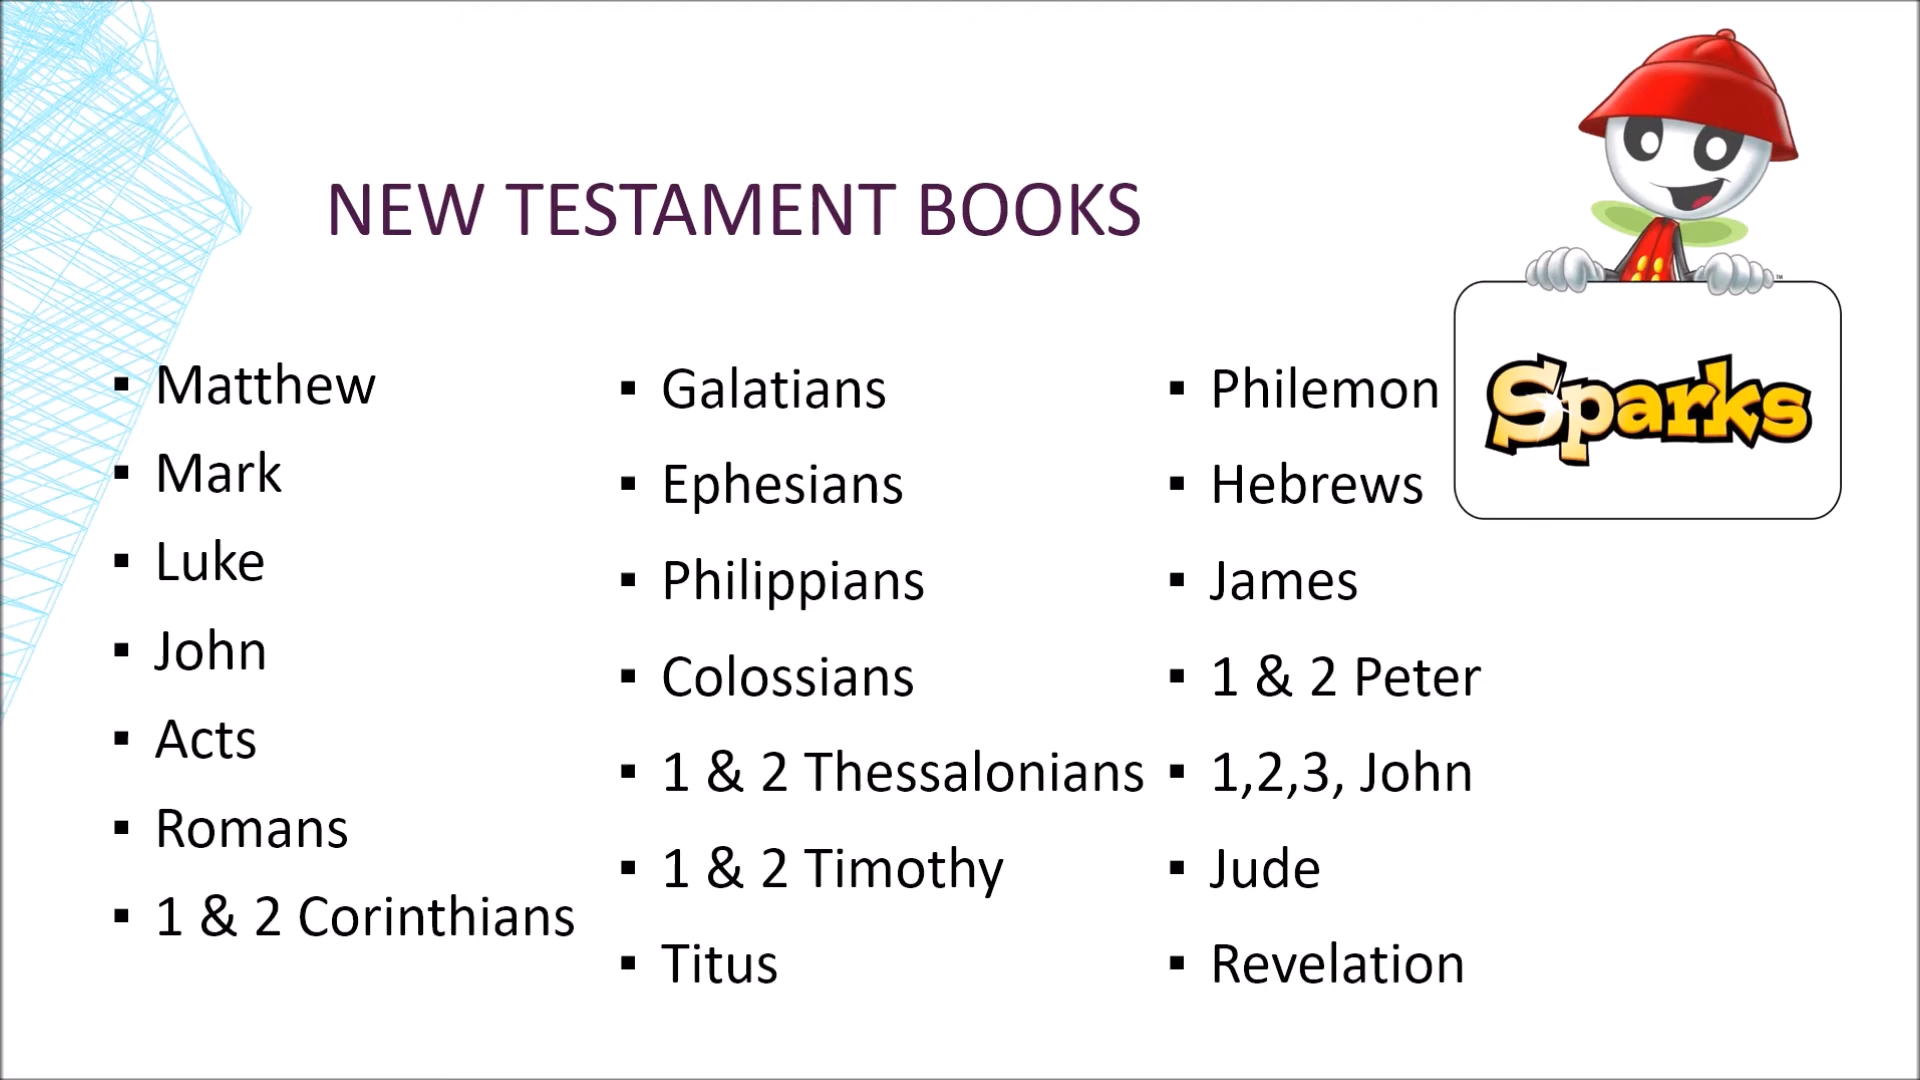 NEW TESTAMENT BOOKS
▪ Matthew
▪ Mark
▪ Luke
▪ John
▪ Acts
▪ Romans
▪ 1 & 2 Corinthians
▪ Galatians
▪ Ephesians
▪ Philippians
▪ Colossians
▪ 1 & 2 Thessalonians
▪ 1 & 2 Timothy
▪ Titus
▪ Philemon
▪ Hebrews
▪ James
▪ 1 & 2 Peter
▪ 1,2,3, John
▪ Jude
▪ Revelation
™
Sparks